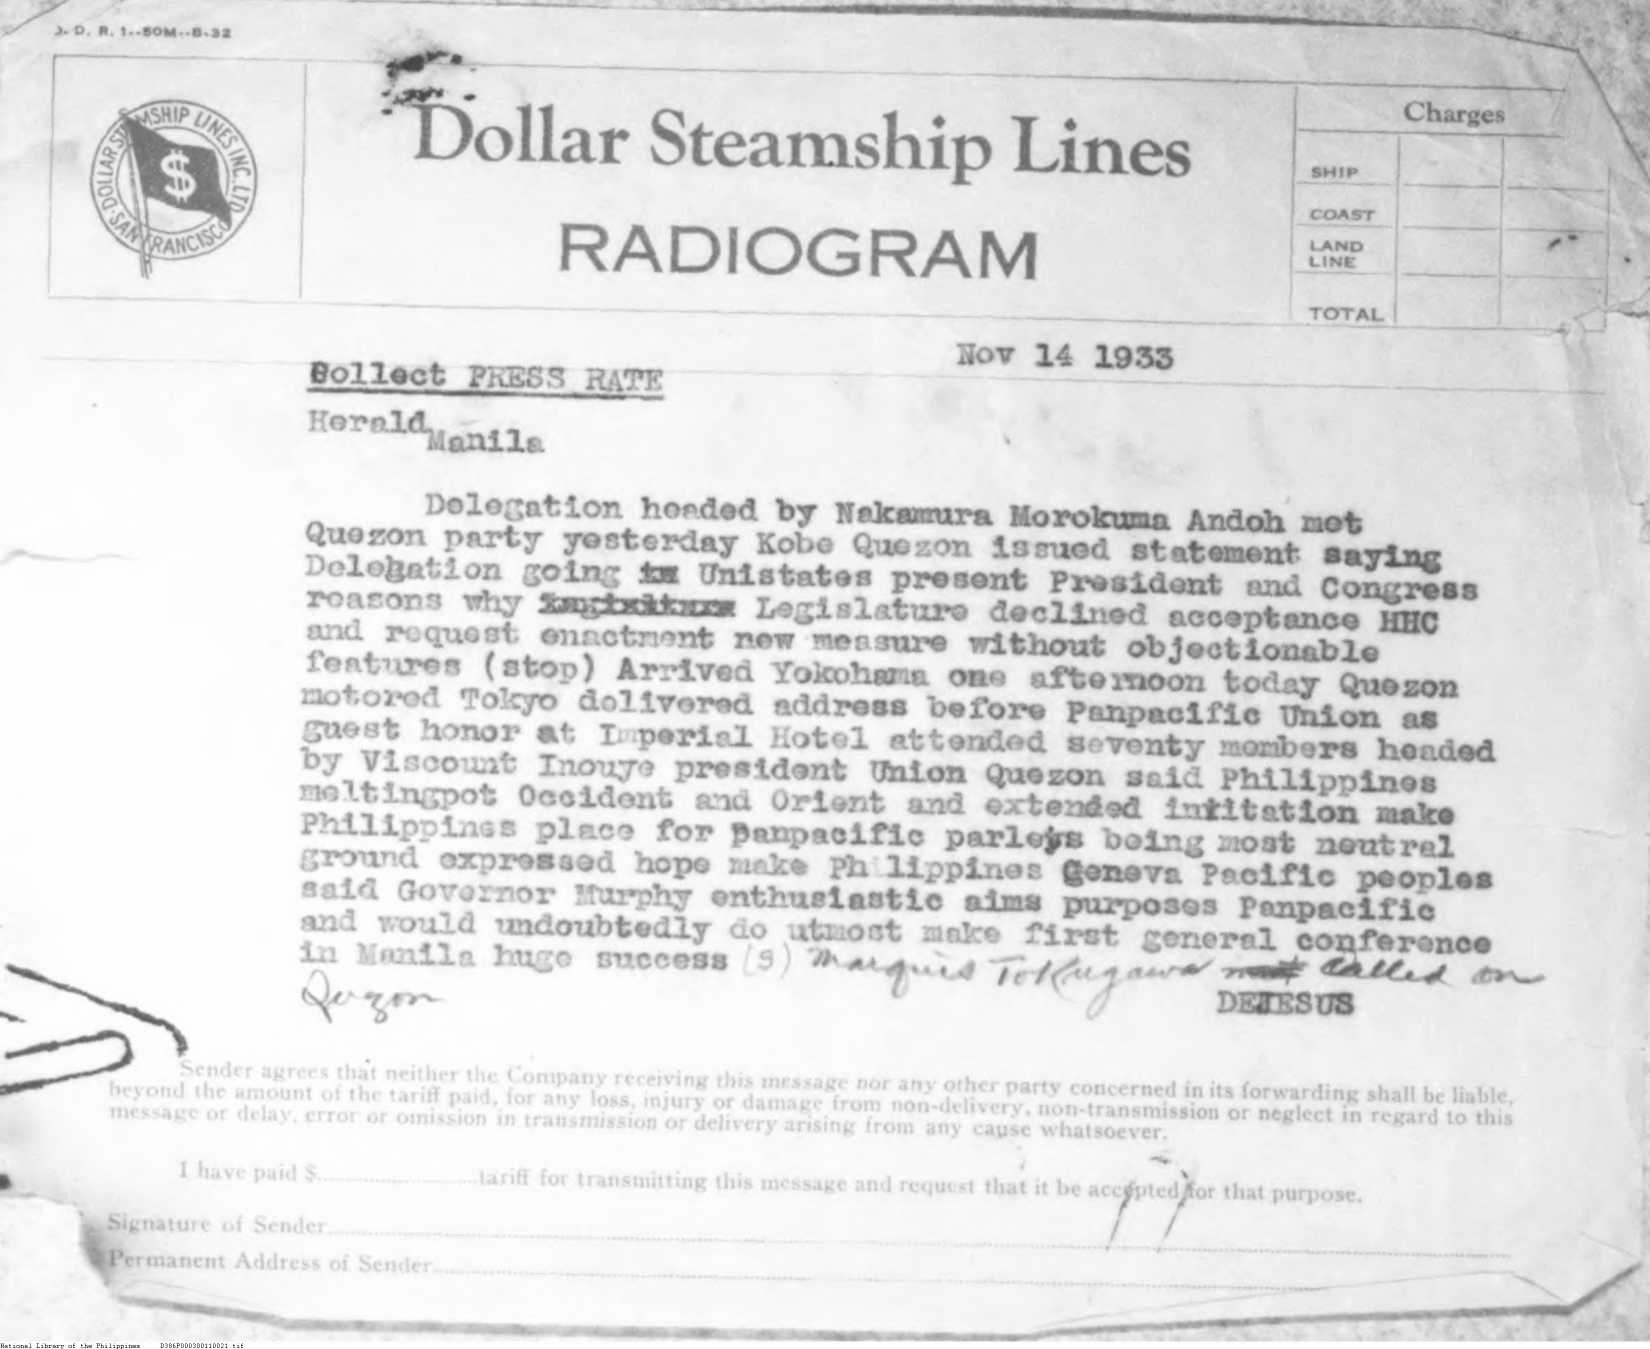 D. R. 1--50M--8-32
DOLLAR STEAMSHIP LINES INC. LTD.
SAN FRANCISCO
$
Dollar Steamship Lines
RADIOGRAM
Charges
SHIP
COAST
LAND
LINE
TOTAL
Nov 14 1933
Collect PRESS RATE
Herald
Manila
Delegation headed by Nakamura Morokuma Andoh met
Quezon party yesterday Kobe Quezon issued statement saying
Delegation going Unistates present President and Congress
reasons why Legislature declined acceptance HHC
and request enactment new measure without objectionable
features (stop) Arrived Yokohama one afternoon today Quezon
motored Tokyo delivered address before Panpacific Union as
guest honor at Imperial Hotel attended seventy members headed
by Viscount Inouye president Union Quezon said Philippines
meltingpot Occident and Orient and extended initation make
Philippines place for panpacific parleys being most neutral
ground expressed hope make Philippines Geneva Pacific peoples
said Governor Murphy enthusiastic aims purposes Panpacific
and would undoubtedly do utmost make first general conference
in Manila huge success (S) Marquis Tokugawa called on
Quzon
DEJESUS
Sender agrees that neither the Company receiving this message nor any other party concerned in its forwarding shall be liable,
beyond the amount of the tariff paid, for any loss, injury or damage from non-delivery, non-transmission or neglect in regard to this
message or delay, error or omission in transmission or delivery arising from any cause whatsoever.
I have paid $ tariff for transmitting this message and request that it be accepted for that purpose.
Signature of Sender
Permanent Address of Sender
National Library of the Philippines D386P000300110021.tif